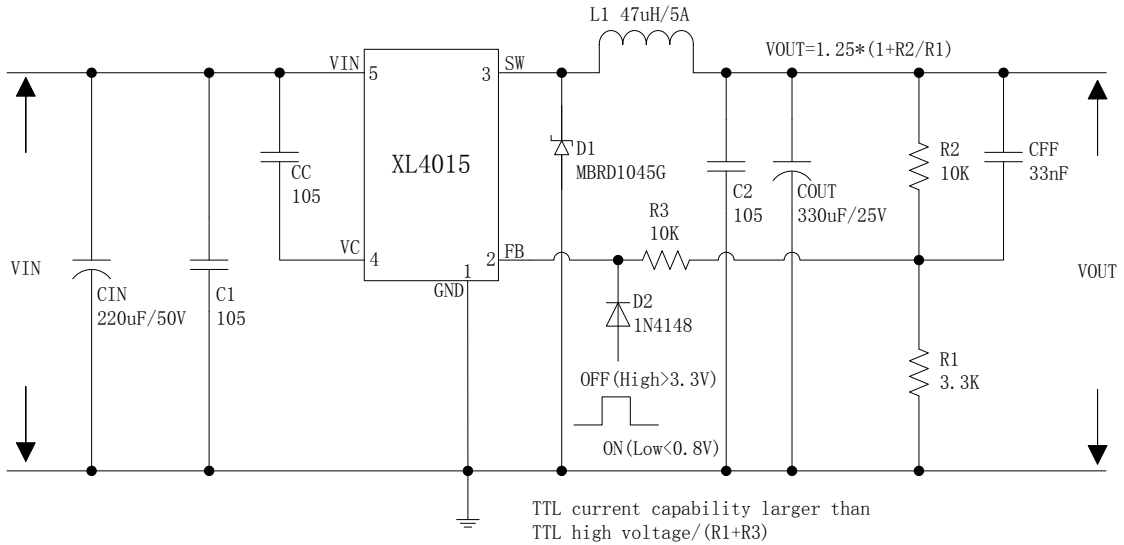 L1 47uH/5A
VOUT=1.25*(1+R2/R1)
VIN
5
3
SW
XL4015
CC
105
D1
MBRD1045G
R2
10K
CFF
33nF
C2
105
COUT
330uF/25V
R3
10K
VC
4
2
FB
1
GND
VIN
CIN
220uF/50V
C1
105
D2
1N4148
VOUT
R1
3.3K
OFF(High>3.3V)
ON(Low<0.8V)
TTL current capability larger than
TTL high voltage/(R1+R3)